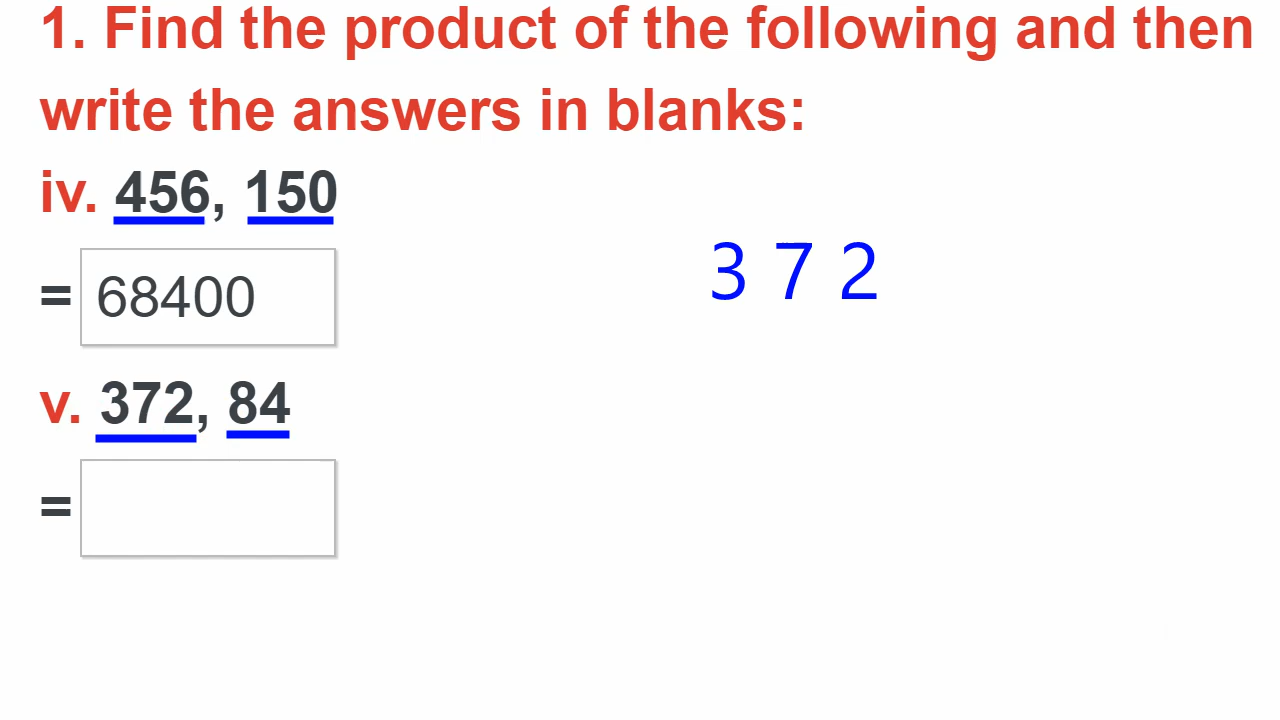 1. Find the product of the following and then
write the answers in blanks:
iv. 456, 150
= 68400
3 7 2
v. 372, 84
=